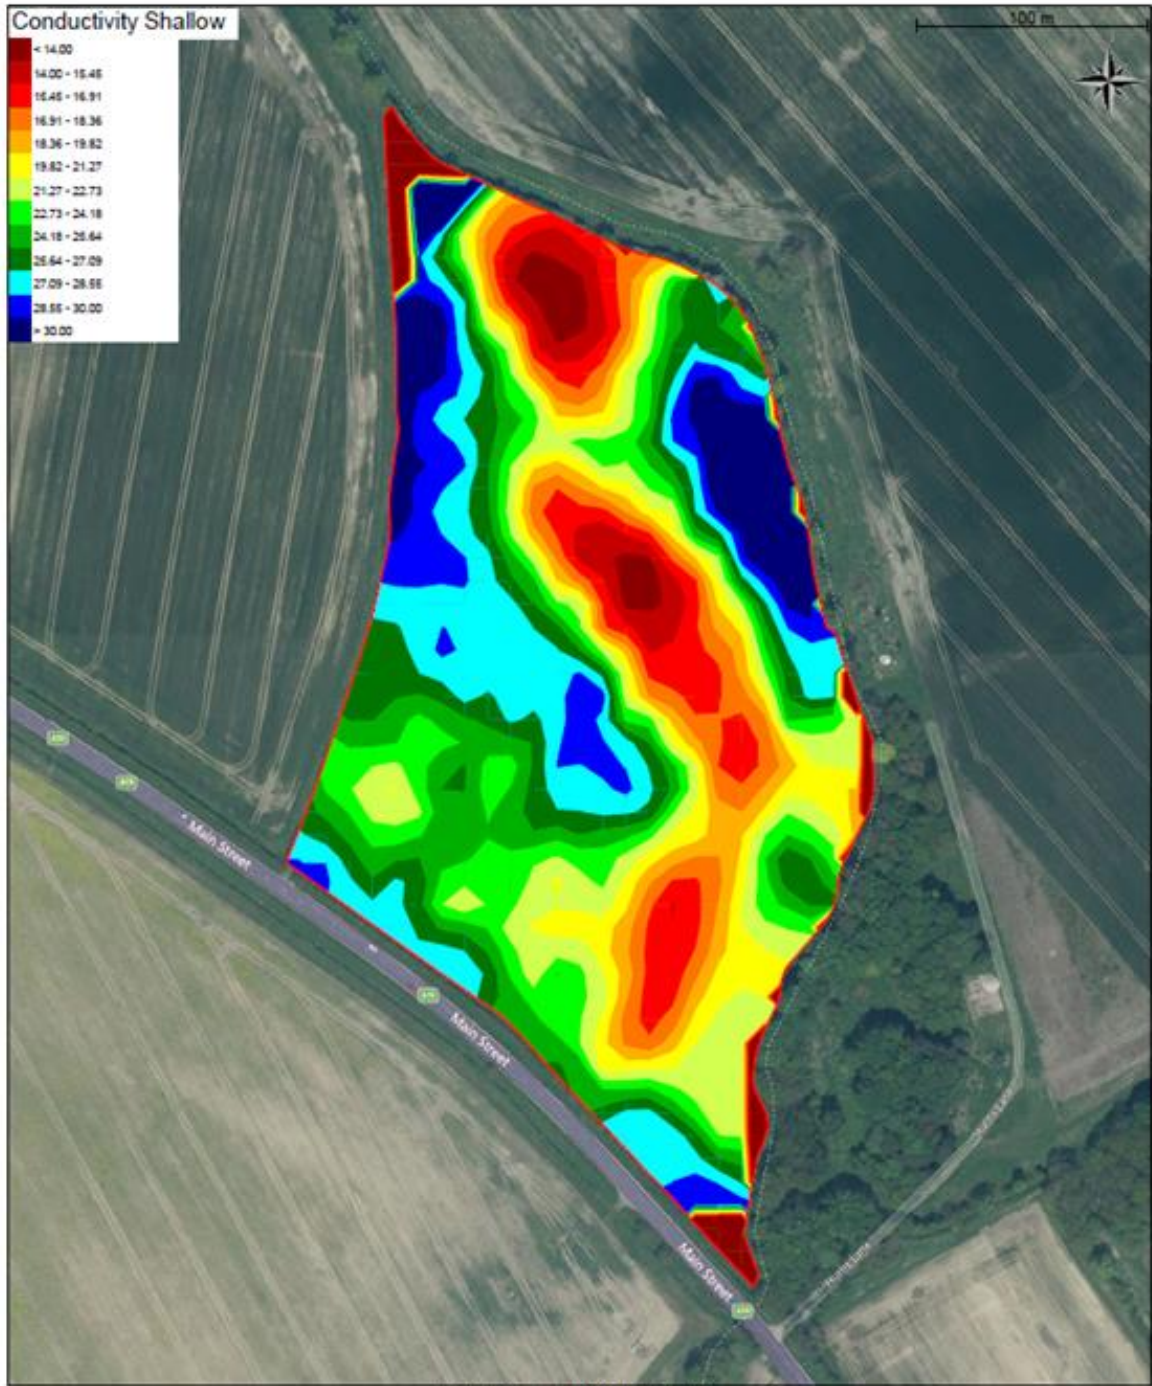 Conductivity Shallow
< 14.00
14.00 - 15.45
15.45 - 16.91
16.91 - 18.36
18.36 - 19.82
19.82 - 21.27
21.27 - 22.73
22.73 - 24.18
24.18 - 25.64
25.64 - 27.09
27.09 - 28.55
28.55 - 30.00
> 30.00
100 m
Main Street
Main Street
Main Street